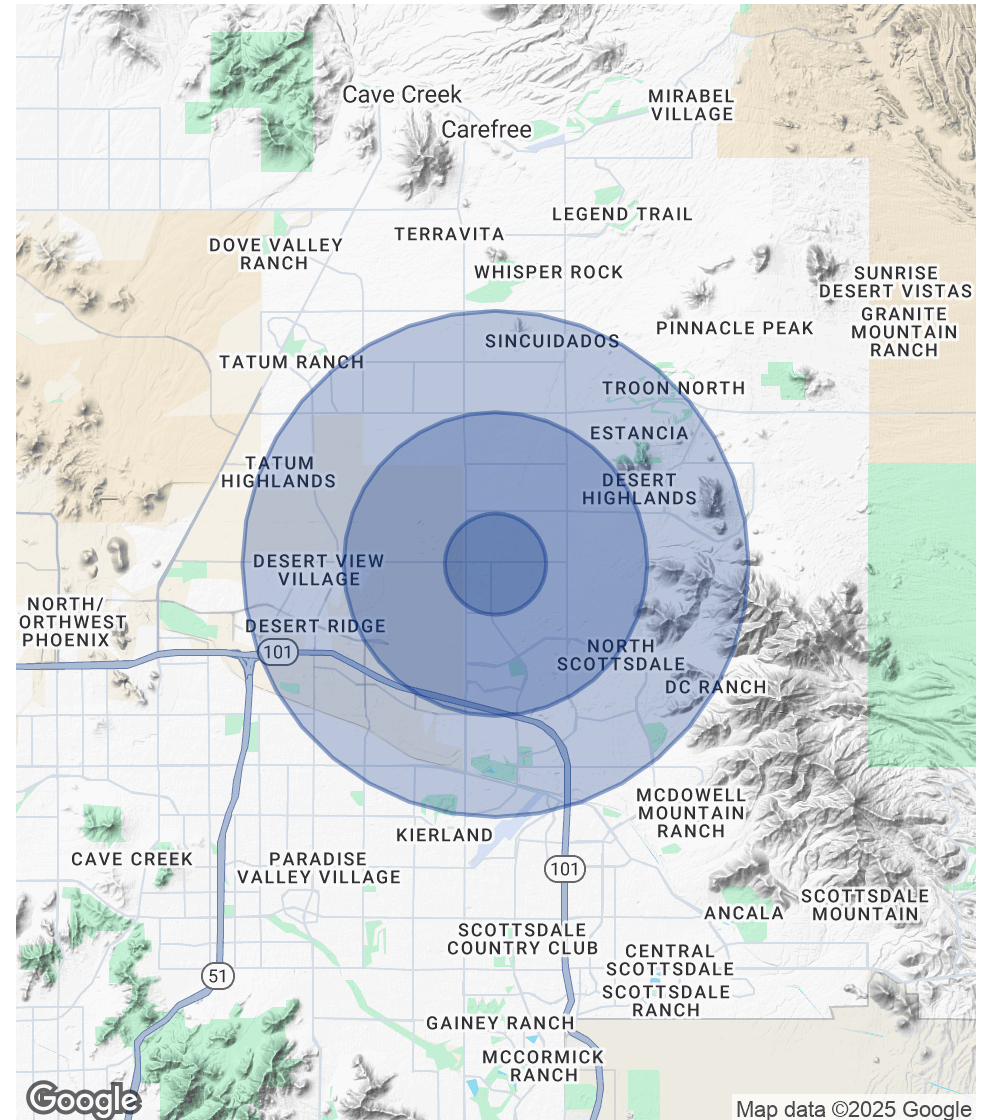 Cave Creek
MIRABEL
VILLAGE
Carefree
LEGEND TRAIL
TERRAVITA
DOVE VALLEY
RANCH
WHISPER ROCK
SUNRISE
DESERT VISTAS
GRANITE
MOUNTAIN
RANCH
PINNACLE PEAK
SINCUIDADOS
TATUM RANCH
TROON NORTH
ESTANCIA
TATUM
HIGHLANDS
DESERT
HIGHLANDS
DESERT VIEW
VILLAGE
NORTH/
ORTHWEST
PHOENIX
DESERT RIDGE
101
NORTH
SCOTTSDALE
DC RANCH
MCDOWELL
MOUNTAIN
RANCH
KIERLAND
CAVE CREEK
PARADISE
VALLEY VILLAGE
101
SCOTTSDALE
MOUNTAIN
ANCALA
SCOTTSDALE
COUNTRY CLUB
CENTRAL
SCOTTSDALE
51
SCOTTSDALE
RANCH
GAINEY RANCH
MCCORMICK
RANCH
Google
Map data ©2025 Google